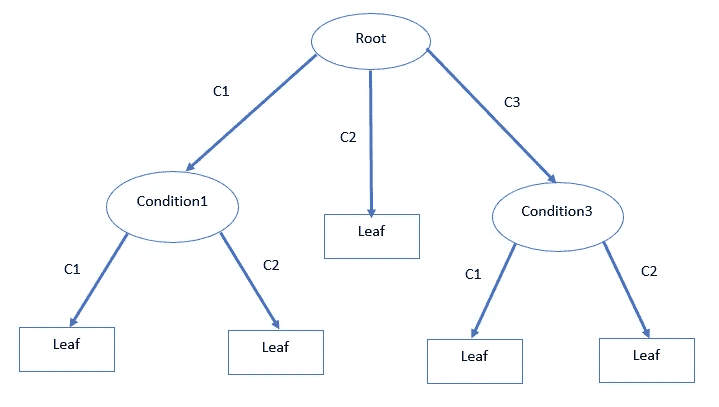 Root
C1
C3
C2
Condition1
Condition3
Leaf
C1
C2
C1
C2
Leaf
Leaf
Leaf
Leaf